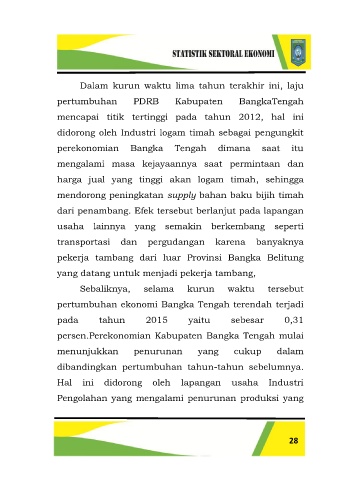 STATISTIK SEKTORAL EKONOMI
Dalam kurun waktu lima tahun terakhir ini, laju
pertumbuhan PDRB Kabupaten BangkaTengah
mencapai titik tertinggi pada tahun 2012, hal ini
didorong oleh Industri logam timah sebagai pengungkit
perekonomian Bangka Tengah dimana saat itu
mengalami masa kejayaannya saat permintaan dan
harga jual yang tinggi akan logam timah, sehingga
mendorong peningkatan supply bahan baku bijih timah
dari penambang. Efek tersebut berlanjut pada lapangan
usaha lainnya yang semakin berkembang seperti
transportasi dan pergudangan karena banyaknya
pekerja tambang dari luar Provinsi Bangka Belitung
yang datang untuk menjadi pekerja tambang,
Sebaliknya, selama kurun waktu tersebut
pertumbuhan ekonomi Bangka Tengah terendah terjadi
pada tahun 2015 yaitu sebesar 0,31
persen.Perekonomian Kabupaten Bangka Tengah mulai
menunjukkan penurunan yang cukup dalam
dibandingkan pertumbuhan tahun-tahun sebelumnya.
Hal ini didorong oleh lapangan usaha Industri
Pengolahan yang mengalami penurunan produksi yang
28